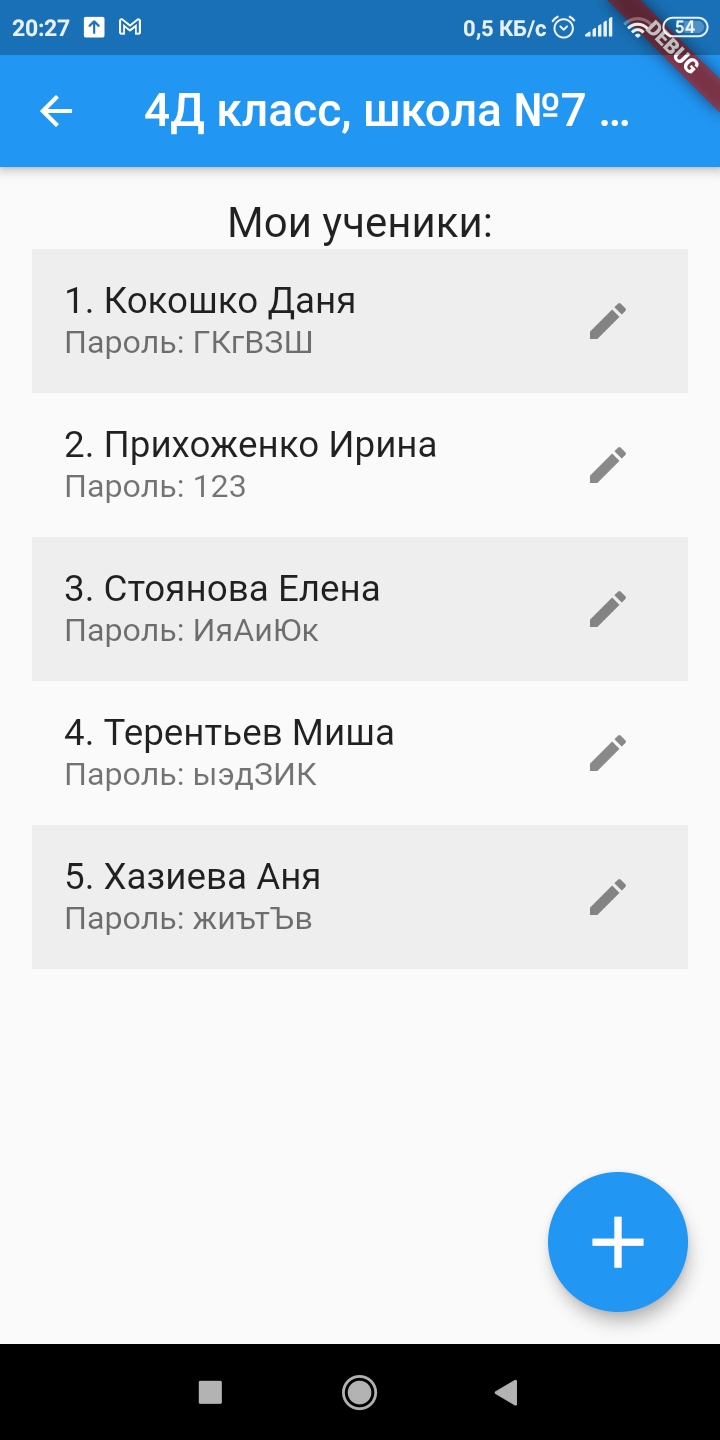 20:27 0,5 КБ/с 54
DEBUG
4Д класс, школа №7 ...
Мои ученики:
1. Кокошко Даня
Пароль: ГКгВЗШ
2. Прихоженко Ирина
Пароль: 123
3. Стоянова Елена
Пароль: ИяАиЮк
4. Терентьев Миша
Пароль: ыэдЗИК
5. Хазиева Аня
Пароль: жиътЪв